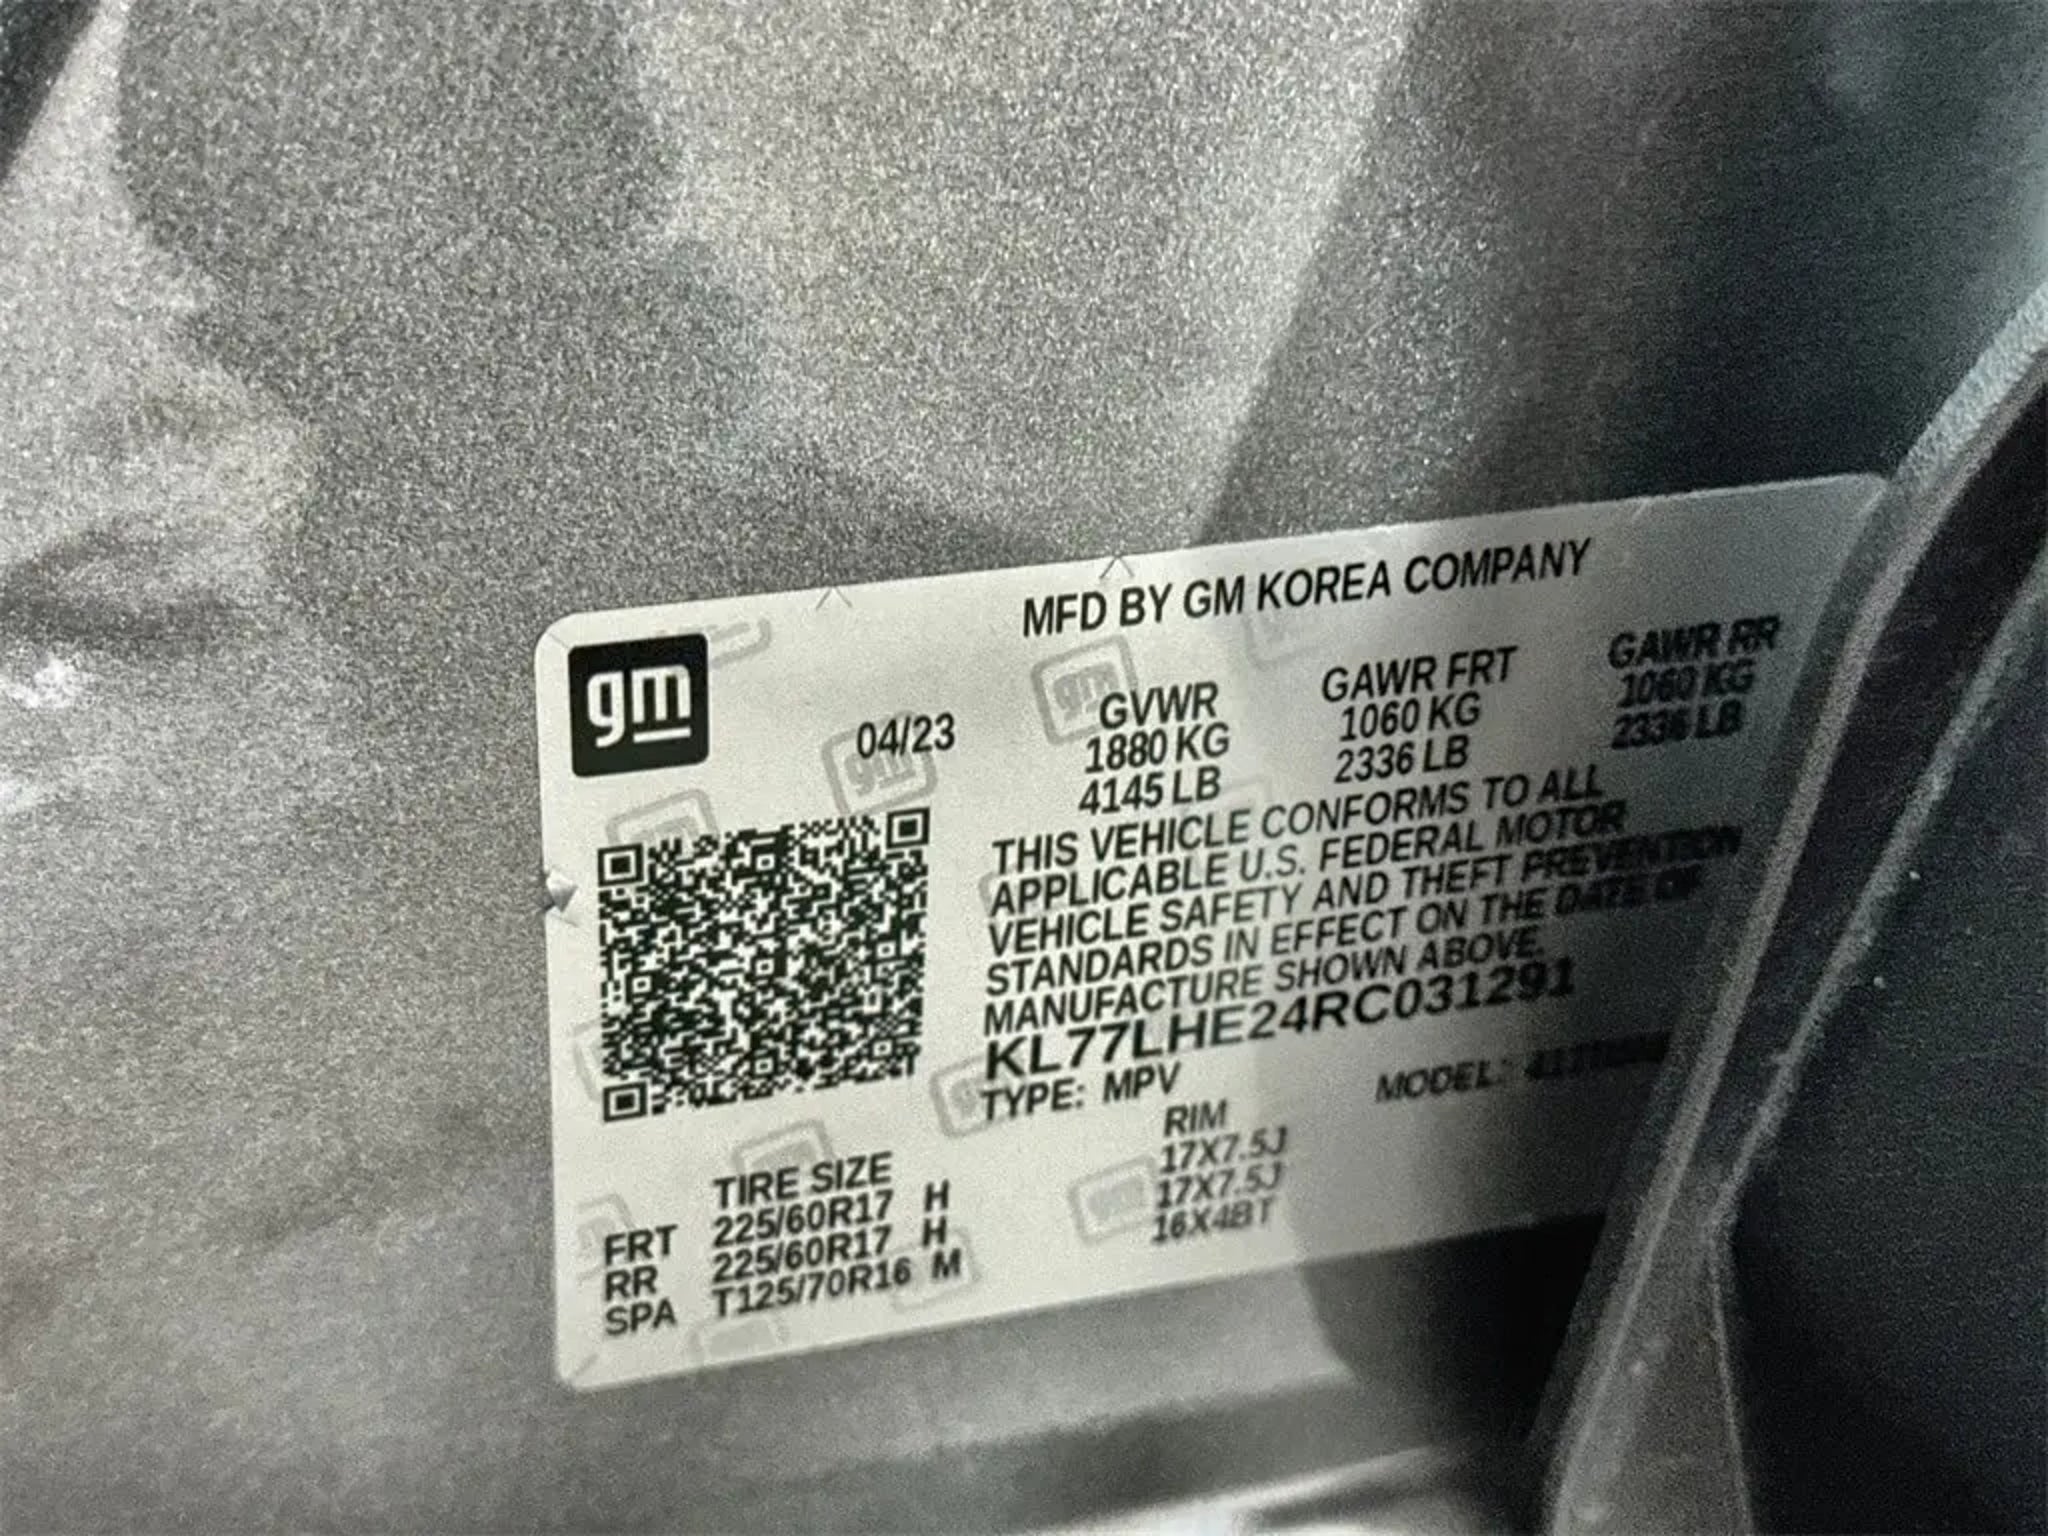 gm
MFD BY GM KOREA COMPANY
04/23
GVWR GAWR FRT GAWR RR
1880 KG 1060 KG 1060 KG
4145 LB 2336 LB 2336 LB
THIS VEHICLE CONFORMS TO ALL
APPLICABLE U.S. FEDERAL MOTOR
VEHICLE SAFETY AND THEFT PREVENTION
STANDARDS IN EFFECT ON THE DATE OF
MANUFACTURE SHOWN ABOVE.
KL77LHE24RC031291
TYPE: MPV MODEL:
TIRE SIZE RIM
FRT 225/60R17 H 17X7.5J
RR 225/60R17 H 17X7.5J
SPA T125/70R16 M 16X4BT